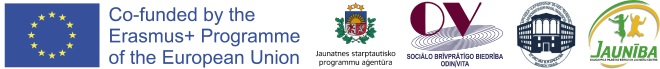 Co-funded by the
Erasmus+ Programme
of the European Union
Jaunatnes starptautisko
programmu aģentūra
OV
SOCIĀLO BRĪVPRĀTĪGO BIEDRĪBA
ODIN/VITA
JAUNĪBA